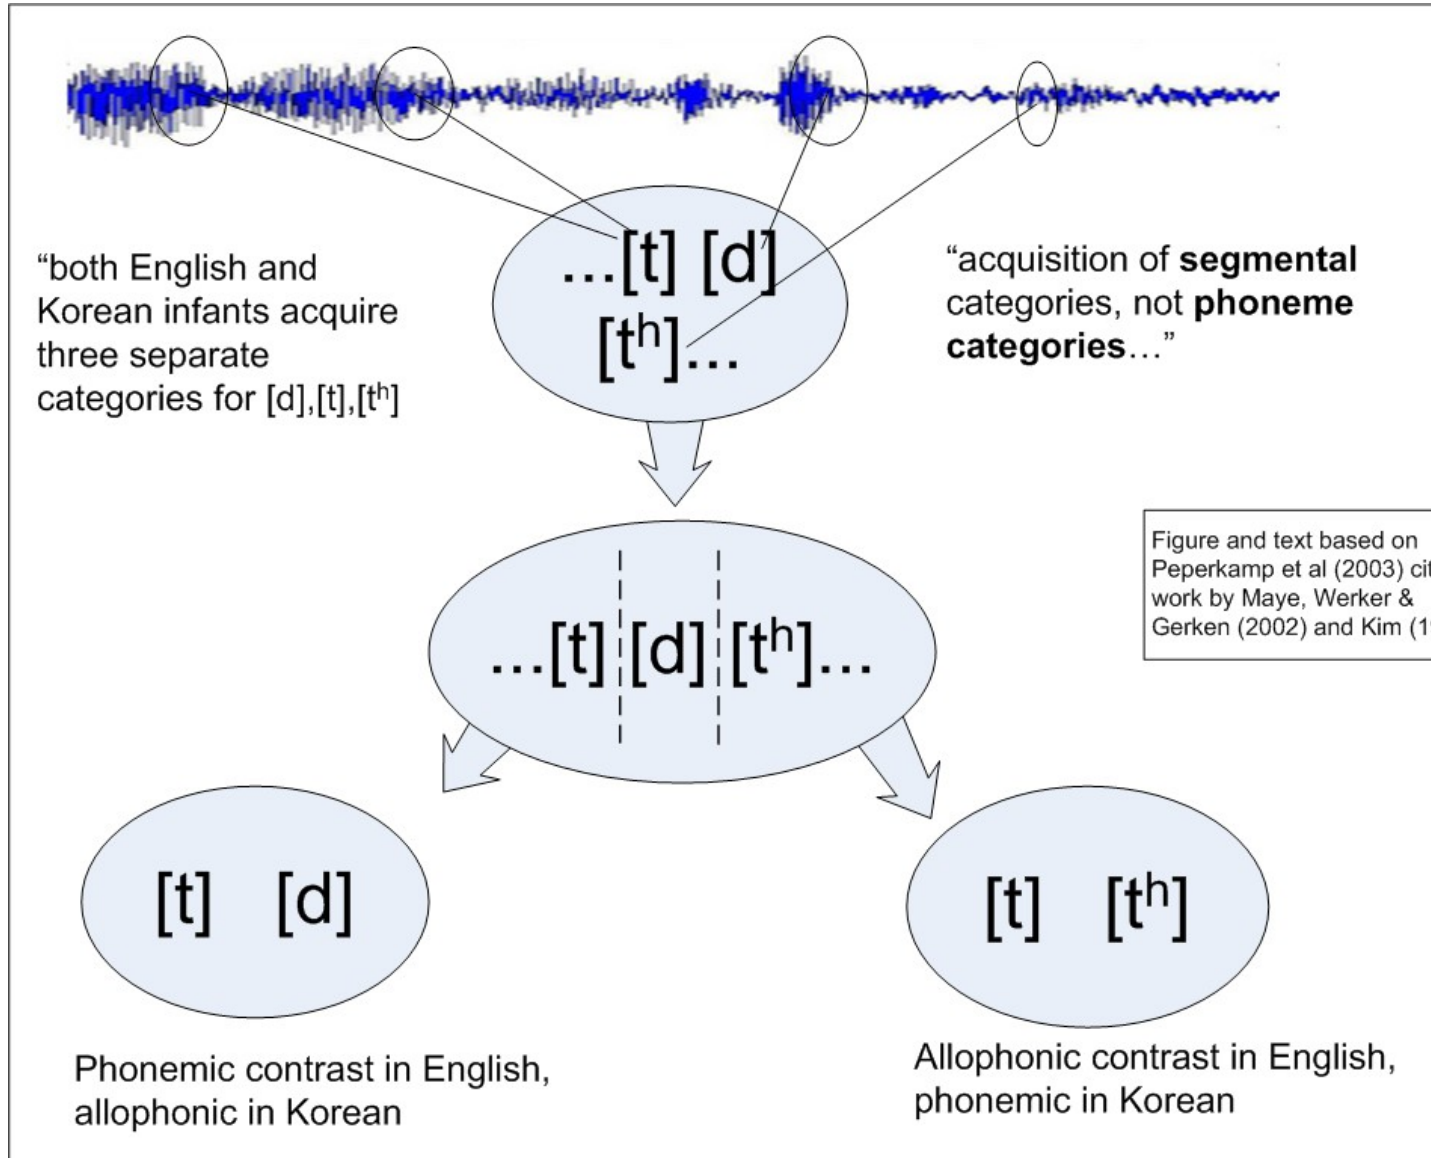 ...[t] [d]
[tʰ]...
“both English and
Korean infants acquire
three separate
categories for [d],[t],[tʰ]
“acquisition of segmental
categories, not phoneme
categories…”
...[t] [d] [tʰ]...
Figure and text based on
Peperkamp et al (2003)
work by Maye, Werker &
Gerken (2002) and Kim
[t] [d]
[t] [tʰ]
Phonemic contrast in English,
allophonic in Korean
Allophonic contrast in English,
phonemic in Korean